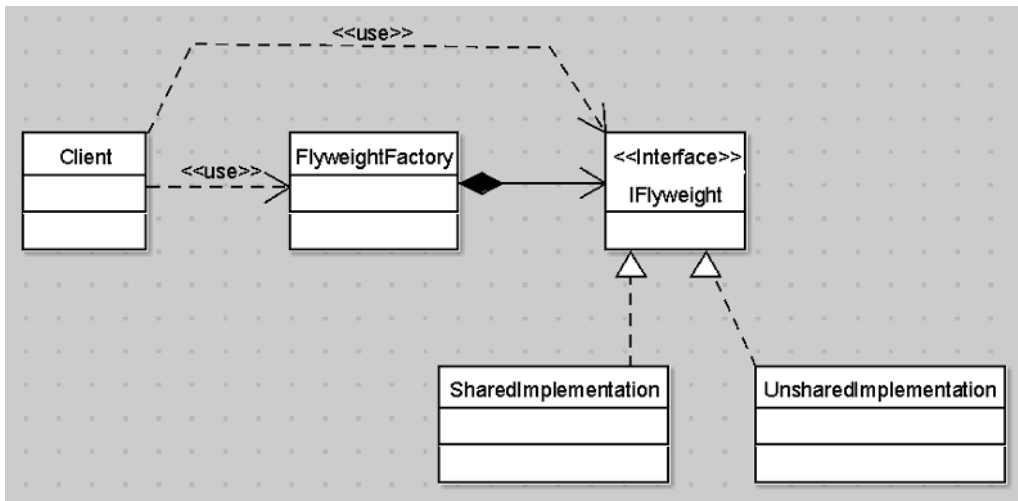 <<use>>
Client
<<use>>
FlyweightFactory
<<Interface>>
IFlyweight
SharedImplementation
UnsharedImplementation